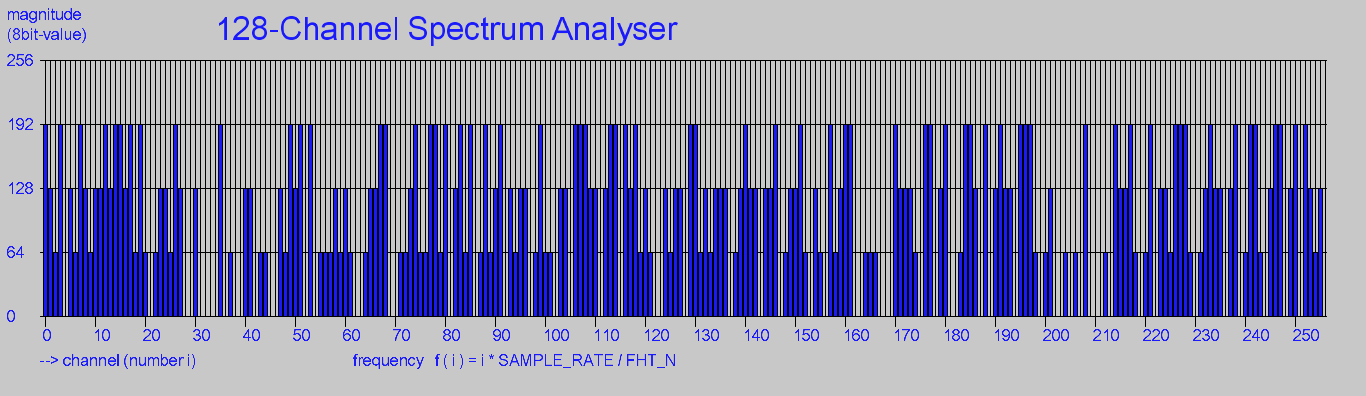 magnitude
(8bit-value)
128-Channel Spectrum Analyser
256
192
128
64
0
0 10 20 30 40 50 60 70 80 90 100 110 120 130 140 150 160 170 180 190 200 210 220 230 240 250
--> channel (number i) frequency f ( i ) = i * SAMPLE_RATE / FHT_N